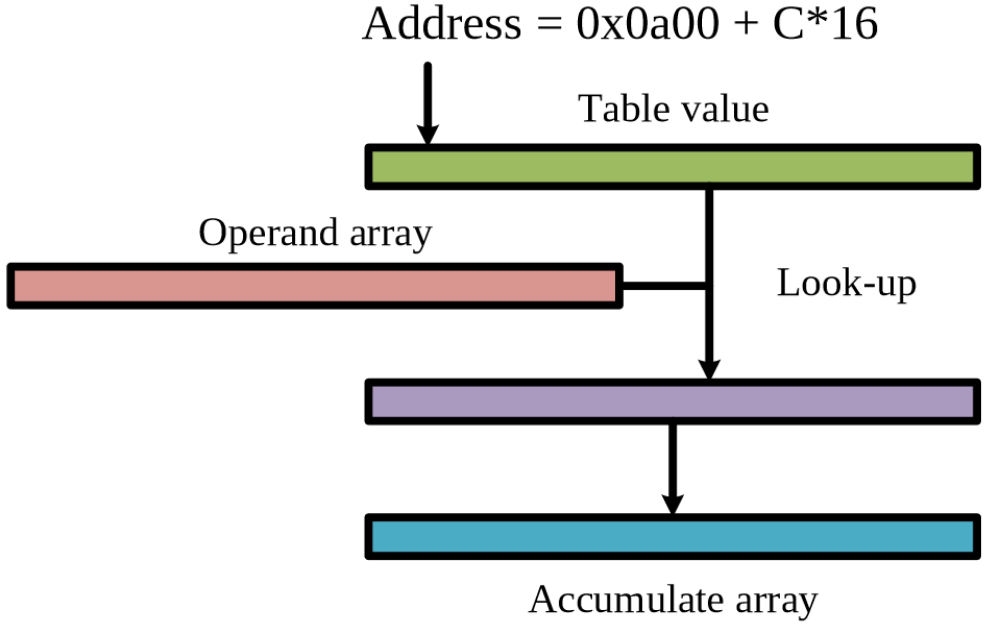 Address = 0x0a00 + C*16
Table value
Operand array
Look-up
Accumulate array